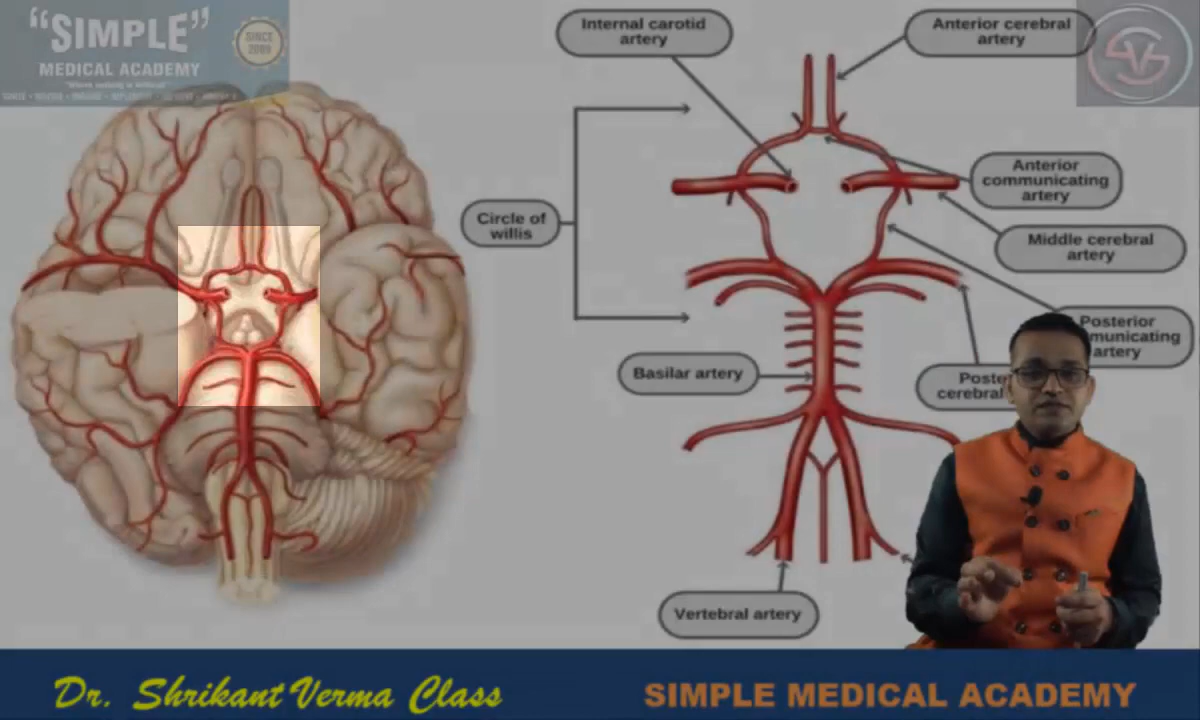 "SIMPLE"
MEDICAL ACADEMY
SINCE
Internal carotid
artery
Anterior cerebral
artery
Anterior
communicating
artery
Circle of
willis
Middle cerebral
artery
Posterior
municating
artery
Basilar artery
Poste
cerebral
Vertebral artery
Dr. Shrikant Verma Class
SIMPLE MEDICAL ACADEMY